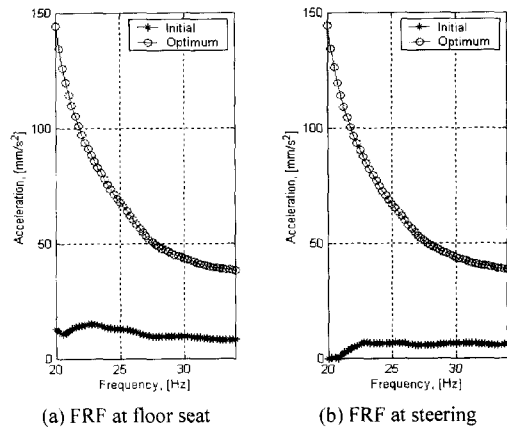 150
Initial
Optimum
100
50
0
20
25
30
Acceleration, [mm/s²]
Frequency, [Hz]
(a) FRF at floor seat
150
Initial
Optimum
100
50
0
20
25
30
Acceleration, [mm/s²]
Frequency, [Hz]
(b) FRF at steering